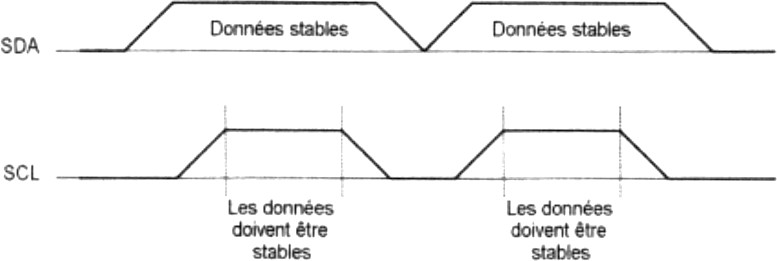 Données stables
Données stables
SDA
SCL
Les données
doivent être
stables
Les données
doivent être
stables